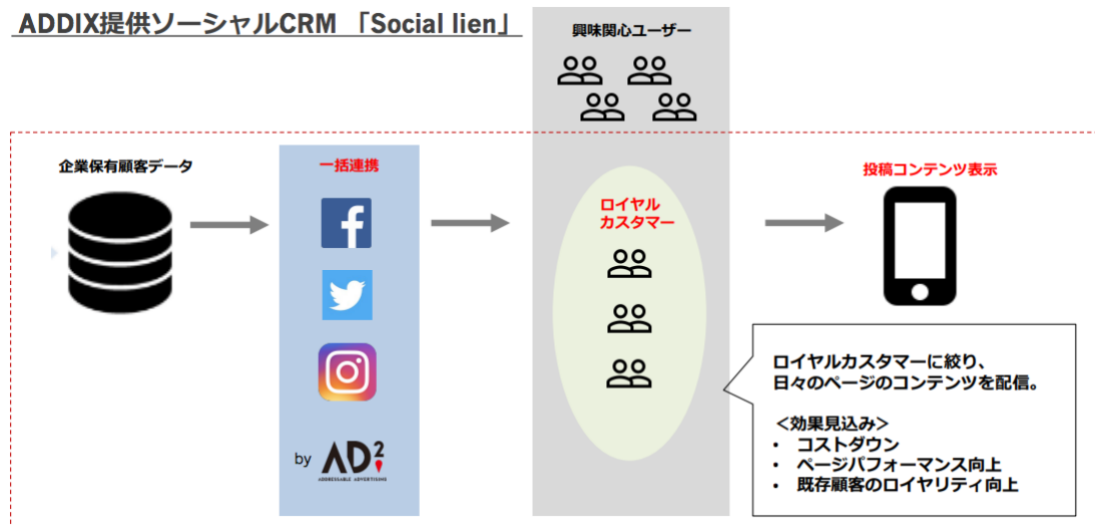 ADDIX提供ソーシャルCRM 「Social lien」
興味関心ユーザー
企業保有顧客データ
一括連携
by AD2
ADDRESSABLE ADVERTISING
ロイヤル
カスタマー
投稿コンテンツ表示
ロイヤルカスタマーに絞り、
日々のページのコンテンツを配信。
＜効果見込み＞
• コストダウン
• ページパフォーマンス向上
• 既存顧客のロイヤリティ向上